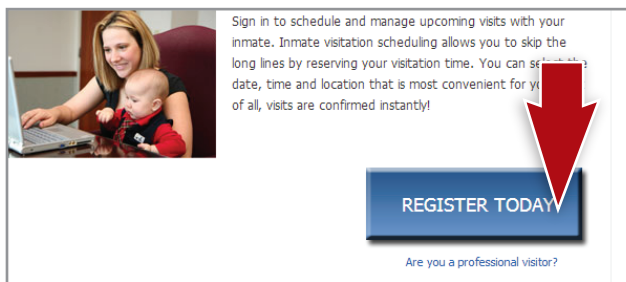 Sign in to schedule and manage upcoming visits with your
inmate. Inmate visitation scheduling allows you to skip the
long lines by reserving your visitation time. You can select the
date, time and location that is most convenient for
of all, visits are confirmed instantly!
REGISTER TODAY
Are you a professional visitor?